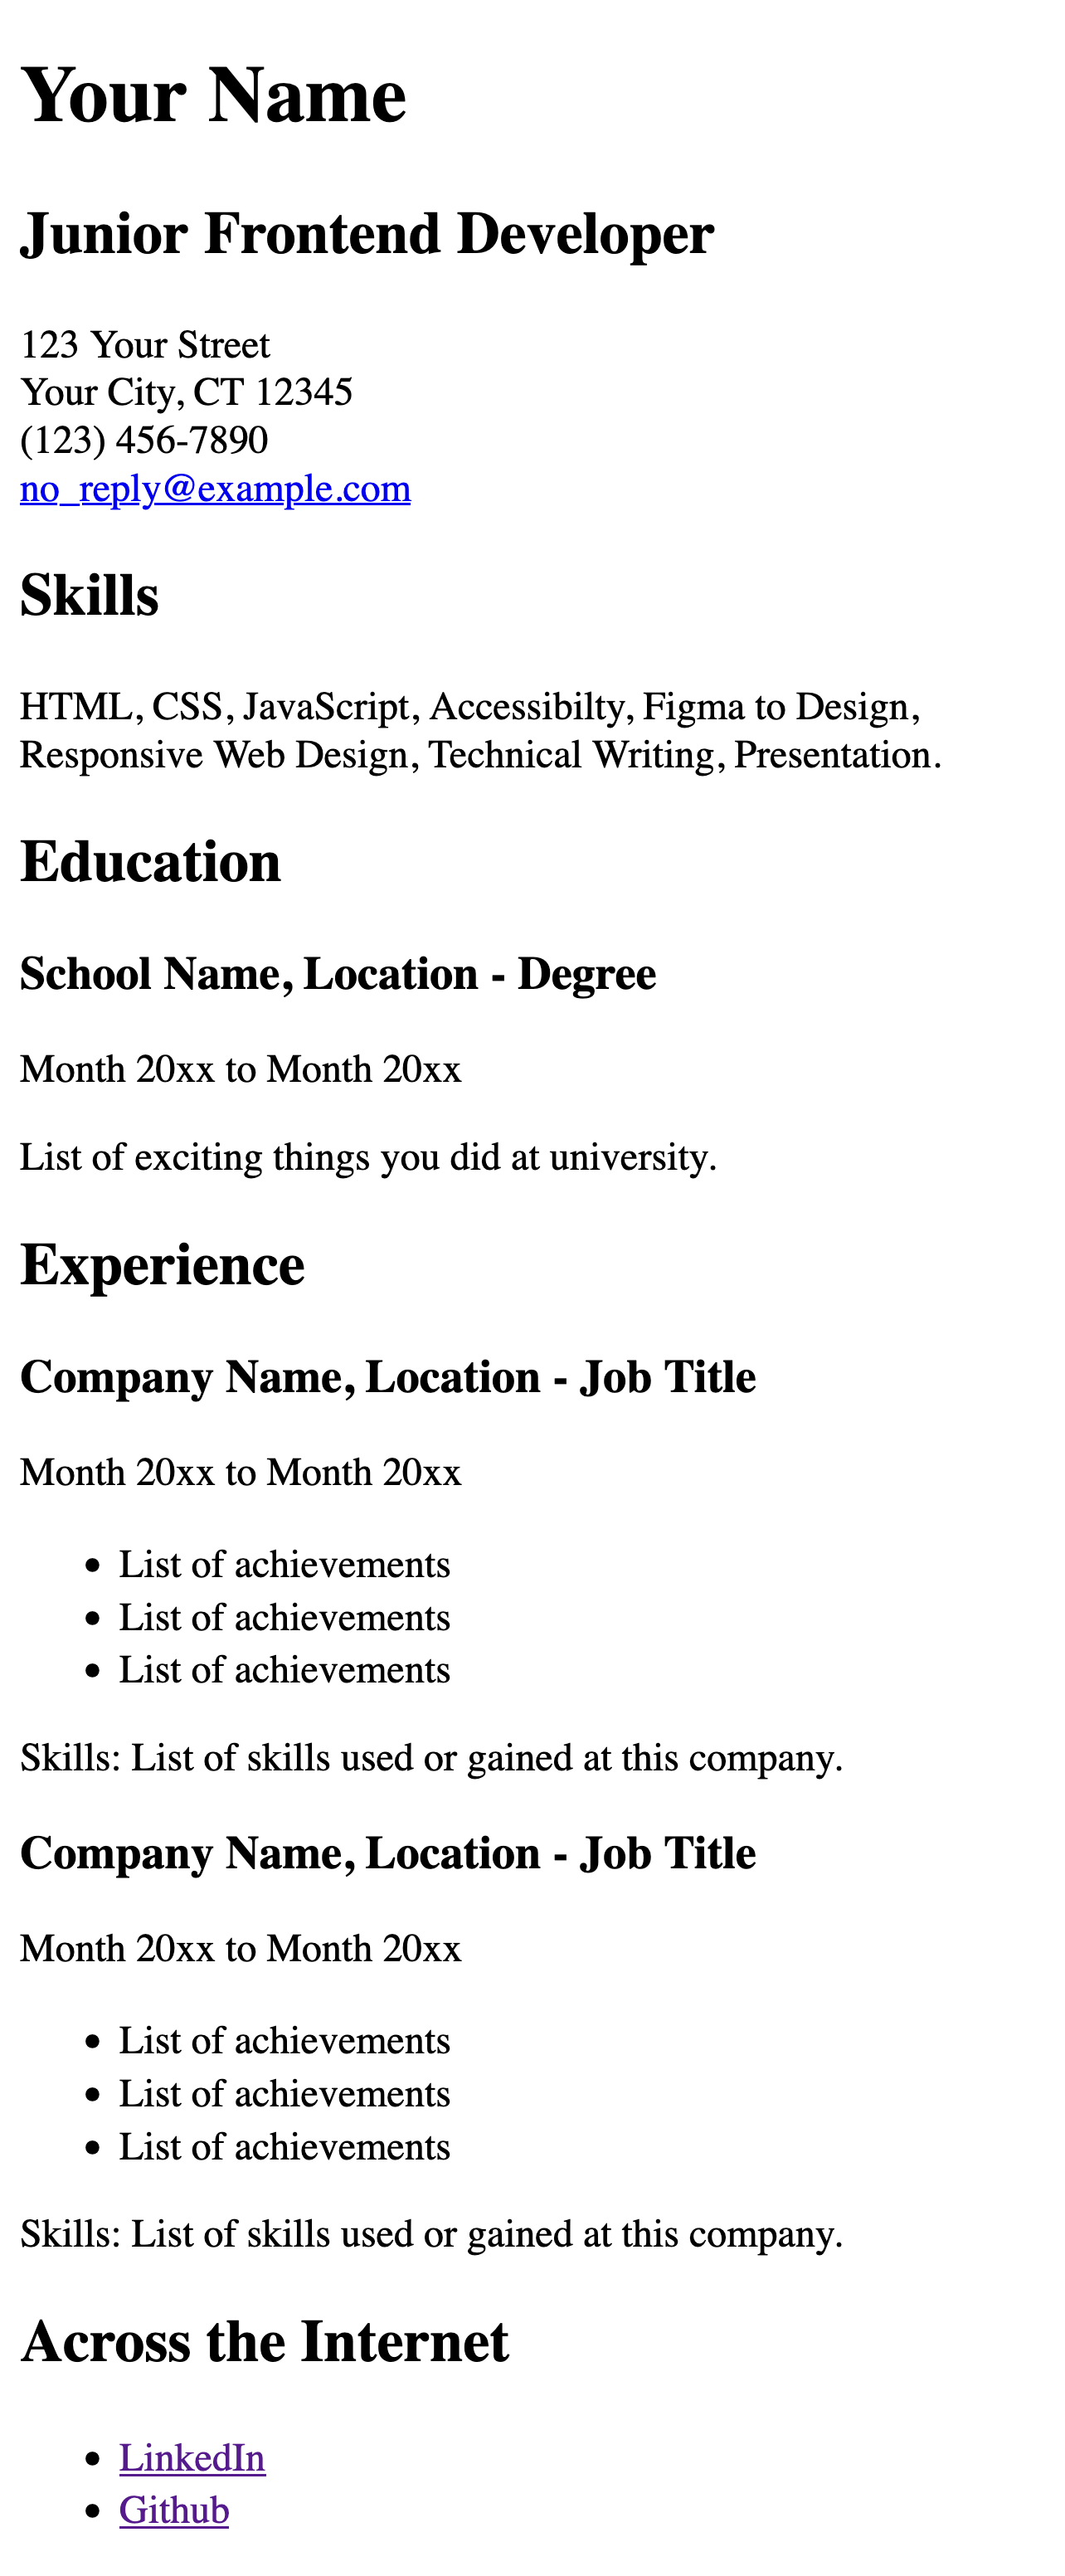 Your Name
Junior Frontend Developer
123 Your Street
Your City, CT 12345
(123) 456-7890
no_reply@example.com
Skills
HTML, CSS, JavaScript, Accessibilty, Figma to Design,
Responsive Web Design, Technical Writing, Presentation.
Education
School Name, Location - Degree
Month 20xx to Month 20xx
List of exciting things you did at university.
Experience
Company Name, Location - Job Title
Month 20xx to Month 20xx
• List of achievements
• List of achievements
• List of achievements
Skills: List of skills used or gained at this company.
Company Name, Location - Job Title
Month 20xx to Month 20xx
• List of achievements
• List of achievements
• List of achievements
Skills: List of skills used or gained at this company.
Across the Internet
• LinkedIn
• Github